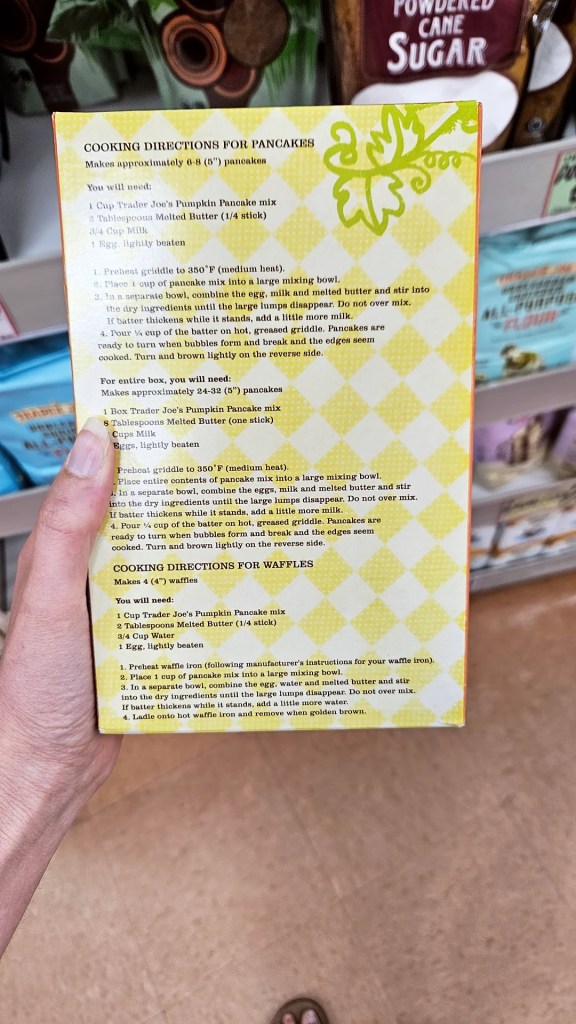 POWDERED
CANE
SUGAR
COOKING DIRECTIONS FOR PANCAKES
Makes approximately 6-8 (5") pancakes
You will need:
1 Cup Trader Joe's Pumpkin Pancake mix
2 Tablespoons Melted Butter (1/4 stick)
3/4 Cup Milk
1 Egg, lightly beaten
1. Preheat griddle to 350°F (medium heat).
2. Place 1 cup of pancake mix into a large mixing bowl.
3. In a separate bowl, combine the egg, milk and melted butter and stir into
the dry ingredients until the large lumps disappear. Do not over mix.
If batter thickens while it stands, add a little more milk.
4. Pour ¼ cup of the batter on hot, greased griddle. Pancakes are
ready to turn when bubbles form and break and the edges seem
cooked. Turn and brown lightly on the reverse side.
For entire box, you will need:
Makes approximately 24-32 (5") pancakes
1 Box Trader Joe's Pumpkin Pancake mix
8 Tablespoons Melted Butter (one stick)
Cups Milk
Eggs, lightly beaten
Preheat griddle to 350°F (medium heat).
. Place entire contents of pancake mix into a large mixing bowl.
. In a separate bowl, combine the eggs, milk and melted butter and stir
into the dry ingredients until the large lumps disappear. Do not over mix.
If batter thickens while it stands, add a little more milk.
4. Pour ¼ cup of the batter on hot, greased griddle. Pancakes are
ready to turn when bubbles form and break and the edges seem
cooked. Turn and brown lightly on the reverse side.
COOKING DIRECTIONS FOR WAFFLES
Makes 4 (4") waffles
You will need:
1 Cup Trader Joe's Pumpkin Pancake mix
2 Tablespoons Melted Butter (1/4 stick)
3/4 Cup Water
1 Egg, lightly beaten
1. Preheat waffle iron (following manufacturer's instructions for your waffle iron).
2. Place 1 cup of pancake mix into a large mixing bowl.
3. In a separate bowl, combine the egg, water and melted butter and stir
into the dry ingredients until the large lumps disappear. Do not over mix.
If batter thickens while it stands, add a little more water.
4. Ladle onto hot waffle iron and remove when golden brown.
ALL-PURPOSE
FLOUR